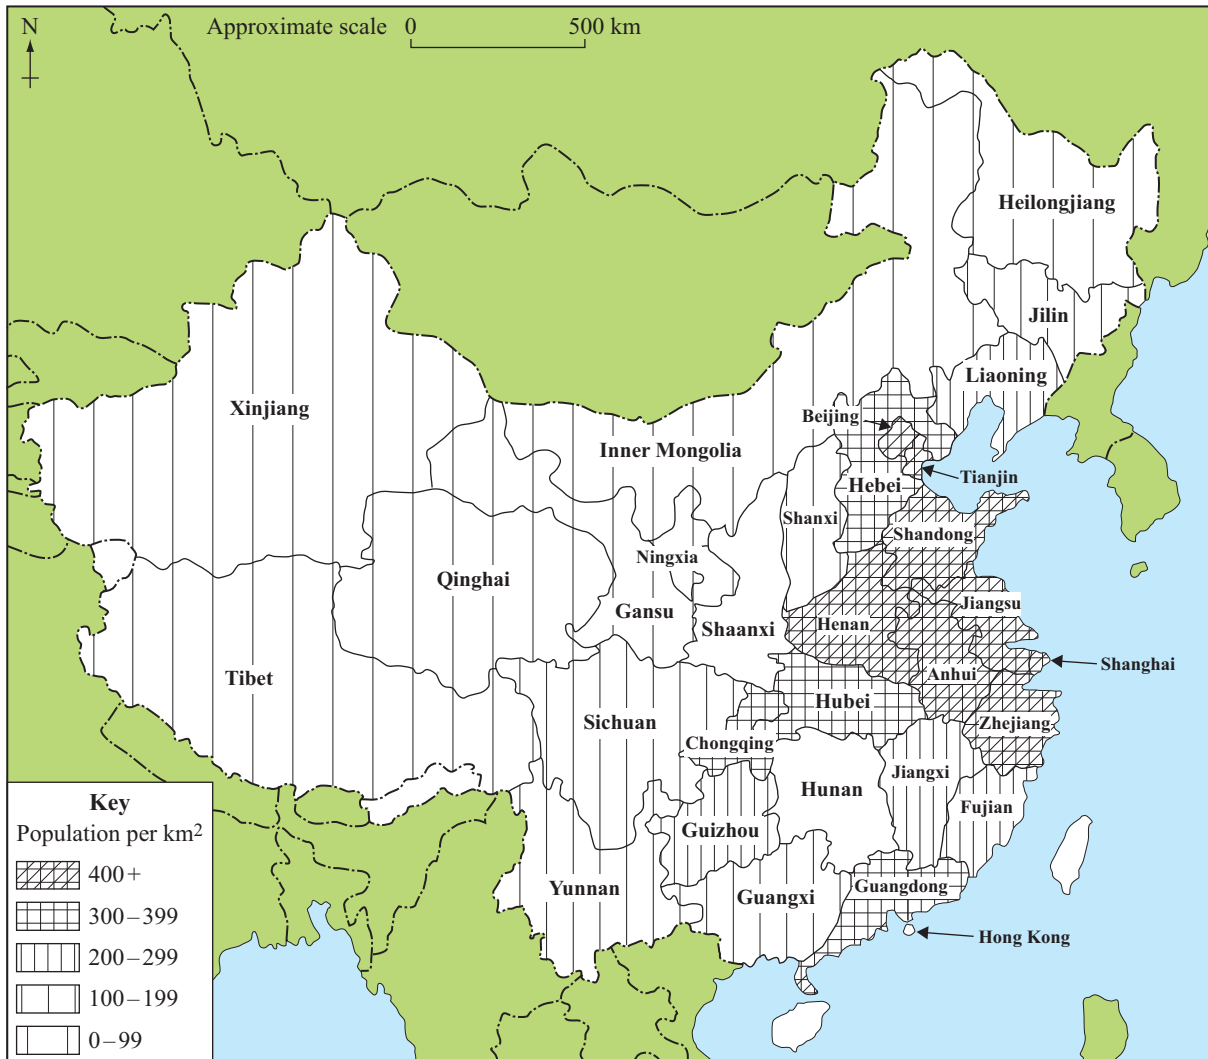 N
Approximate scale 0 500 km
Heilongjiang
Jilin
Liaoning
Xinjiang
Beijing
Inner Mongolia
Tianjin
Hebei
Shanxi
Shandong
Ningxia
Qinghai
Gansu
Jiangsu
Shaanxi
Henan
Shanghai
Tibet
Anhui
Sichuan
Hubei
Zhejiang
Chongqing
Jiangxi
Hunan
Fujian
Guizhou
Yunnan
Guangxi
Guangdong
Hong Kong
Key
Population per km2
400+
300–399
200–299
100–199
0–99